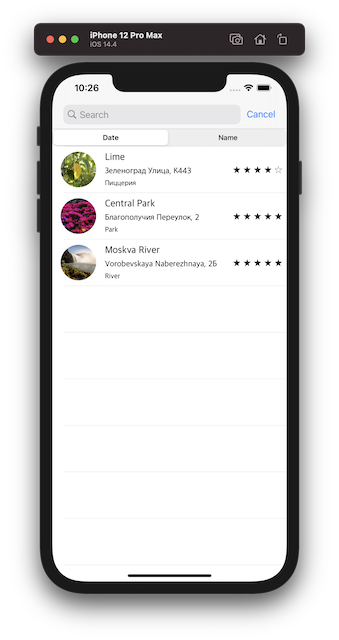 iPhone 12 Pro Max
iOS 14.4
10:26
Search
Cancel
Date
Name
Lime
Зеленоград Улица, К443
★ ★ ★ ★ ☆
Пиццерия
Central Park
Благополучия Переулок, 2
★ ★ ★ ★ ★
Park
Moskva River
Vorobevskaya Naberezhnaya, 2Б
★ ★ ★ ★ ★
River